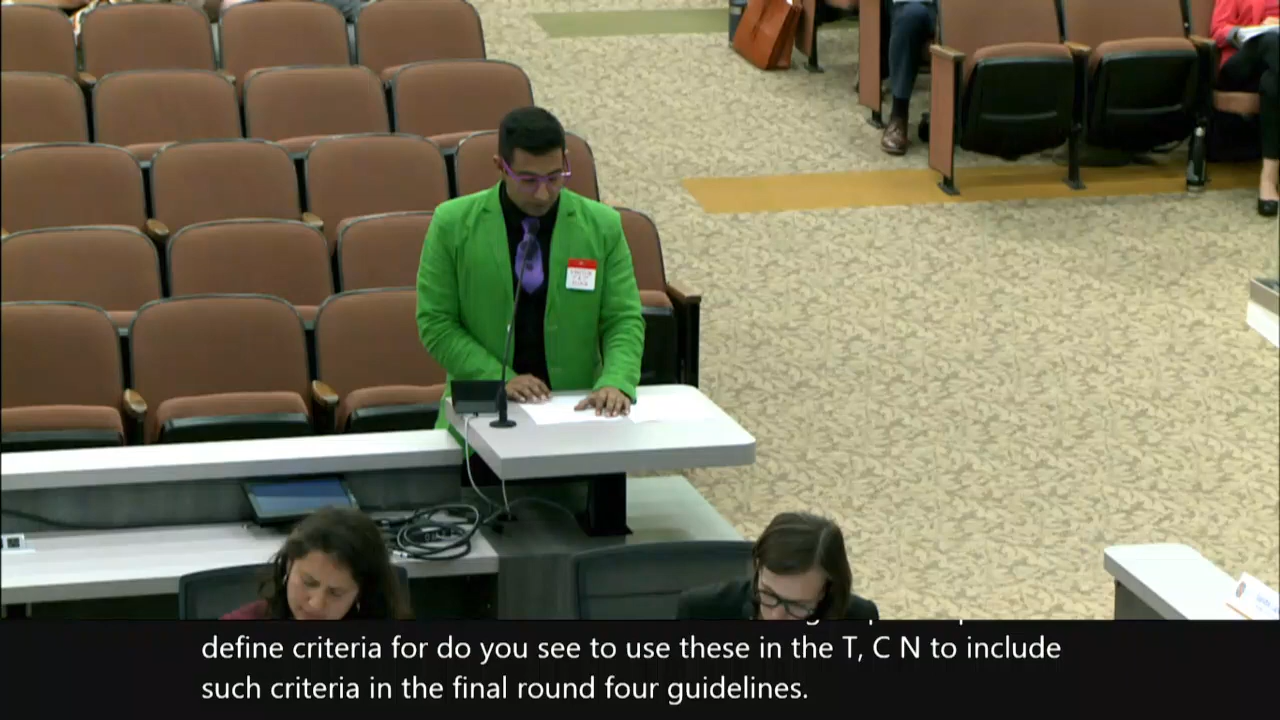 define criteria for do you see to use these in the T, C N to include
such criteria in the final round four guidelines.